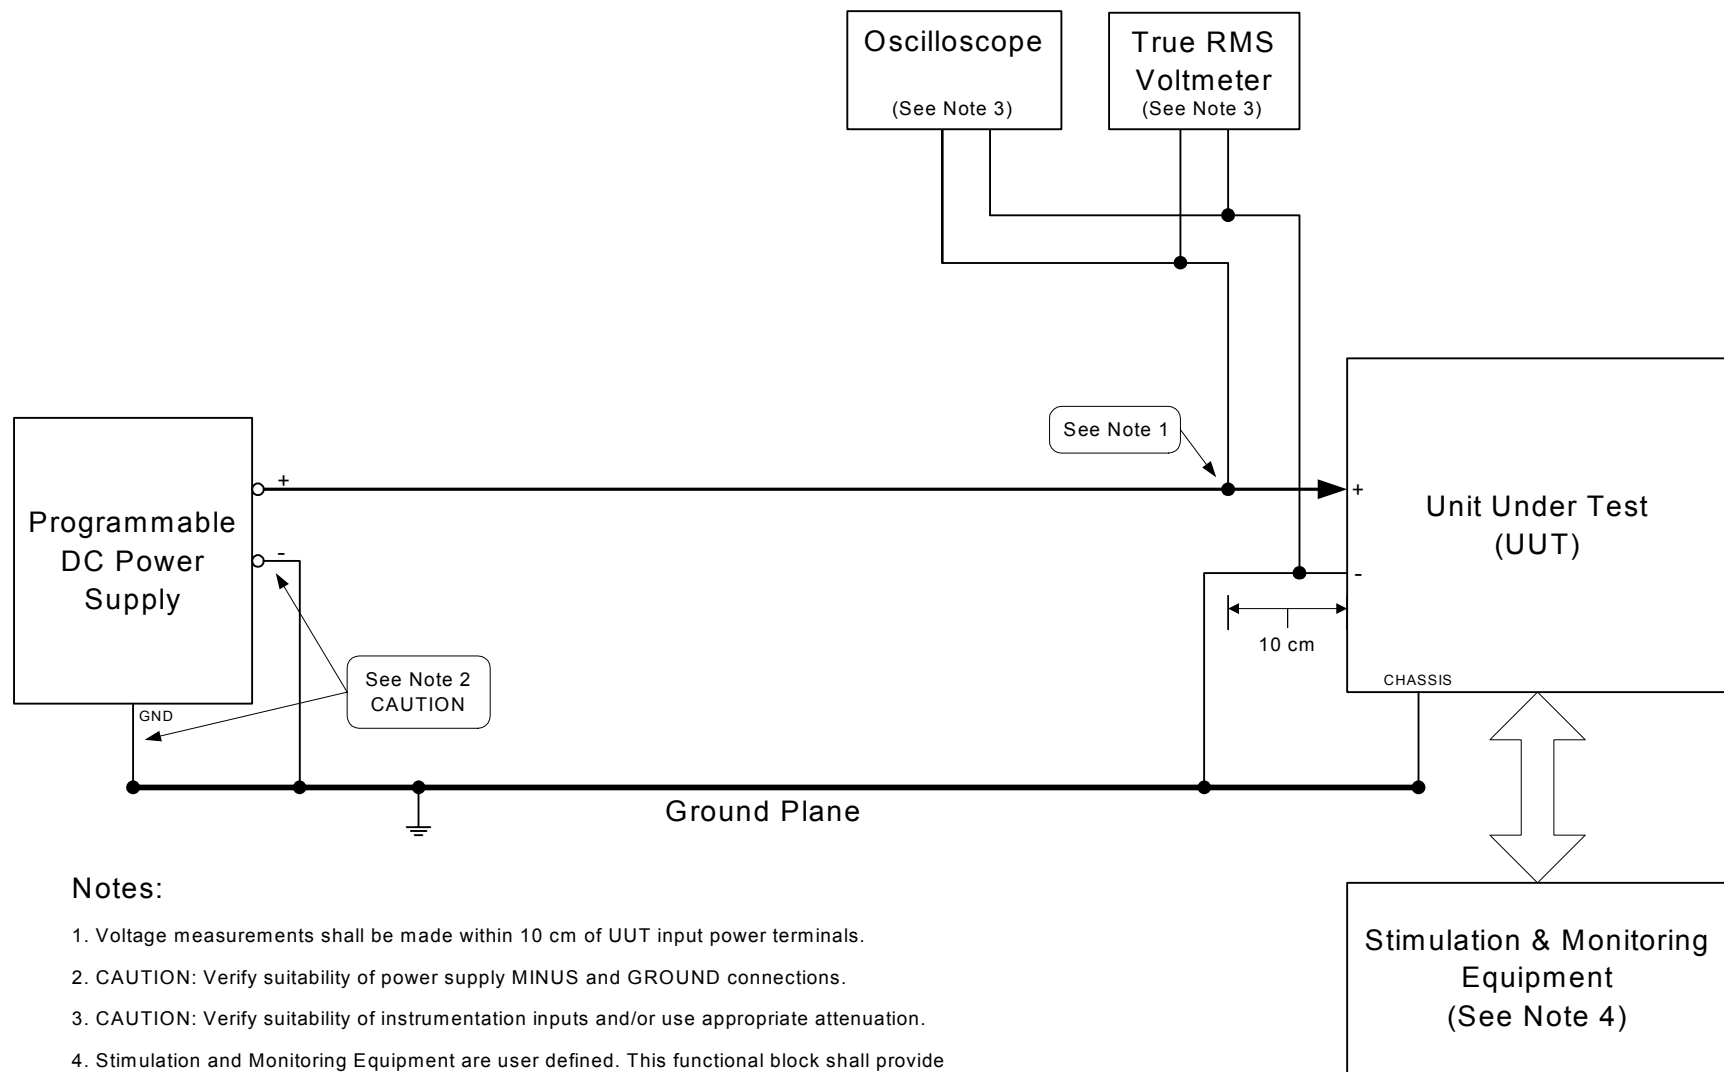 Oscilloscope
(See Note 3)
True RMS
Voltmeter
(See Note 3)
See Note 1
+
-
Programmable
DC Power
Supply
GND
See Note 2
CAUTION
+
-
Unit Under Test
(UUT)
10 cm
CHASSIS
Ground Plane
Stimulation & Monitoring
Equipment
(See Note 4)
Notes:
1. Voltage measurements shall be made within 10 cm of UUT input power terminals.
2. CAUTION: Verify suitability of power supply MINUS and GROUND connections.
3. CAUTION: Verify suitability of instrumentation inputs and/or use appropriate attenuation.
4. Stimulation and Monitoring Equipment are user defined. This functional block shall provide